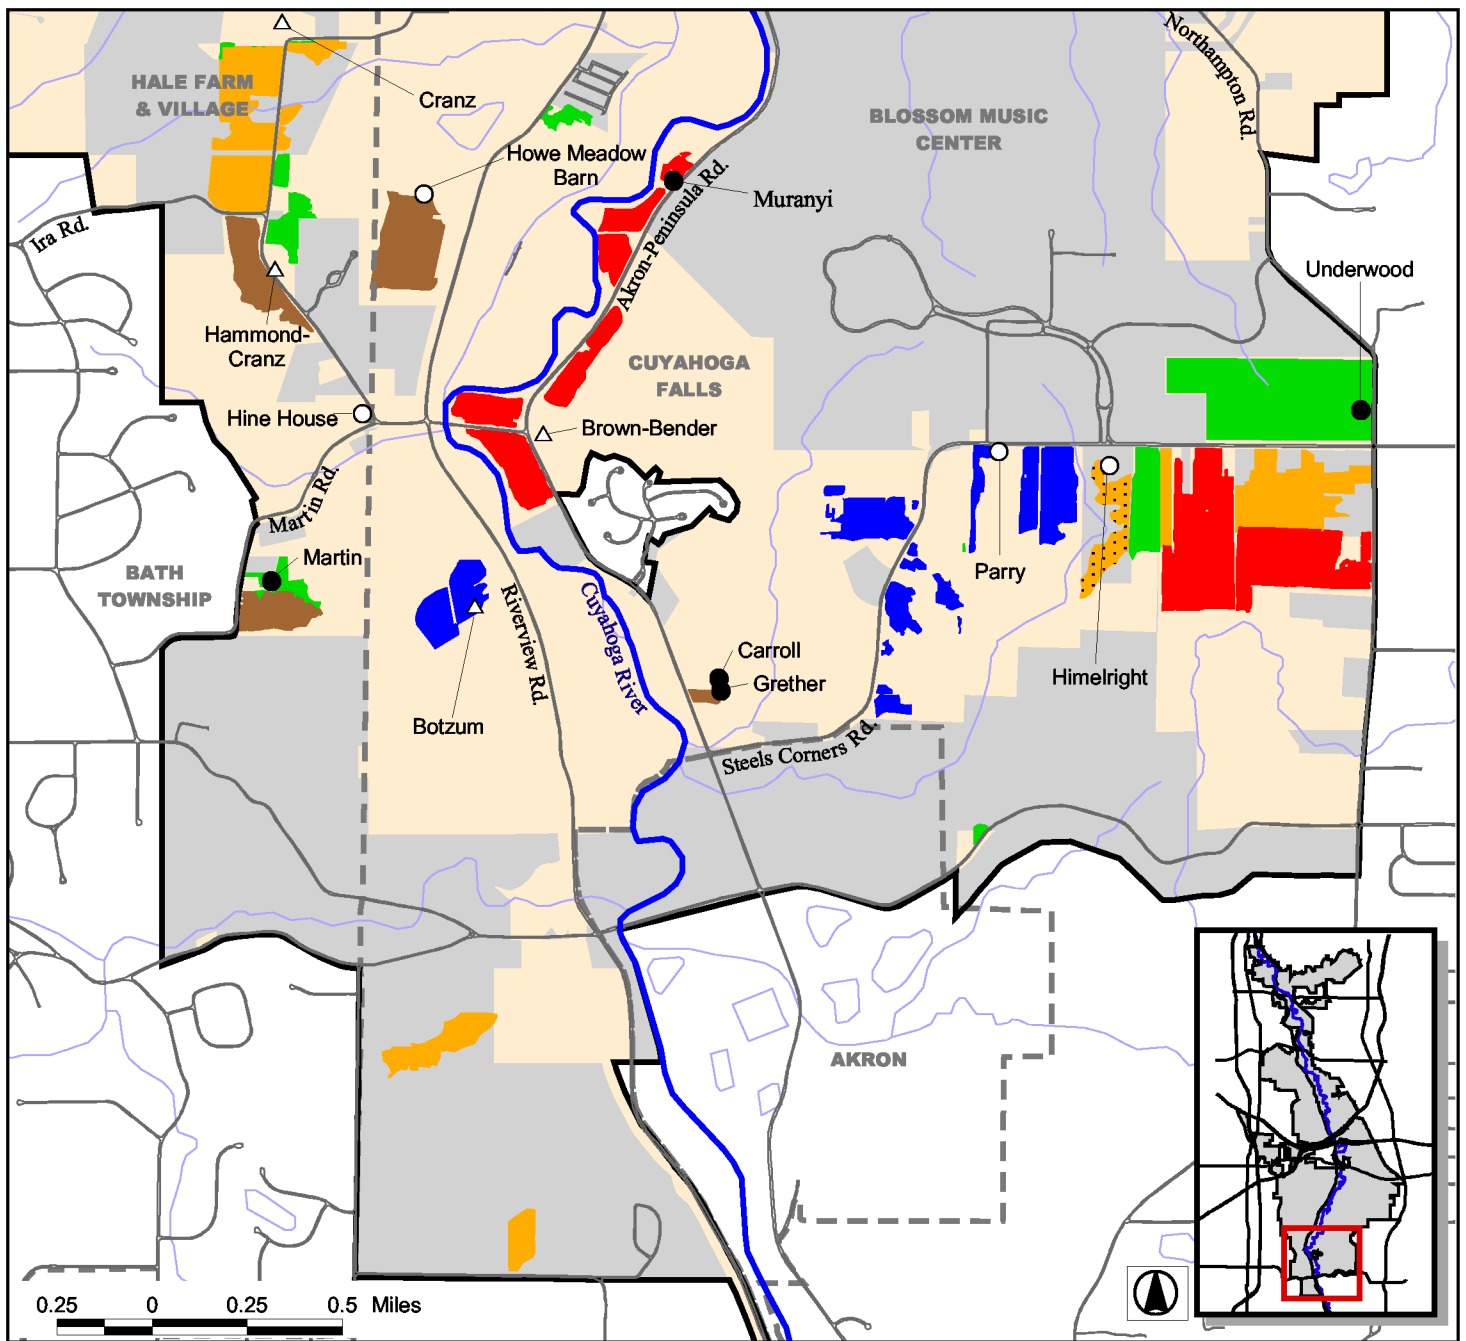 Northampton Rd.
HALE FARM
& VILLAGE
Cranz
BLOSSOM MUSIC
CENTER
Howe Meadow
Barn
Muranyi
Ira Rd.
Akron-Peninsula Rd.
Underwood
Hammond-
Cranz
CUYAHOGA
FALLS
Hine House
Brown-Bender
Martin Rd.
Martin
BATH
TOWNSHIP
Parry
Riverview Rd.
Cuyahoga River
Carroll
Grether
Himelright
Botzum
Steels Corners Rd.
AKRON
0.25 0 0.25 0.5 Miles